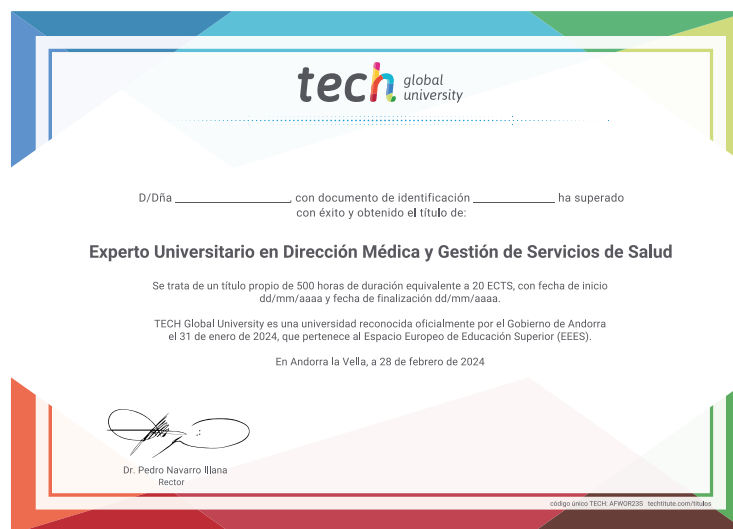 tech global
university
D/Dña ______________, con documento de identificación __________ ha superado
con éxito y obtenido el título de:
Experto Universitario en Dirección Médica y Gestión de Servicios de Salud
Se trata de un título propio de 500 horas de duración equivalente a 20 ECTS, con fecha de inicio
dd/mm/aaaa y fecha de finalización dd/mm/aaaa.
TECH Global University es una universidad reconocida oficialmente por el Gobierno de Andorra
el 31 de enero de 2024, que pertenece al Espacio Europeo de Educación Superior (EEES).
En Andorra la Vella, a 28 de febrero de 2024
Dr. Pedro Navarro Illana
Rector
código único TECH: AFWOR23S techtitute.com/titulos